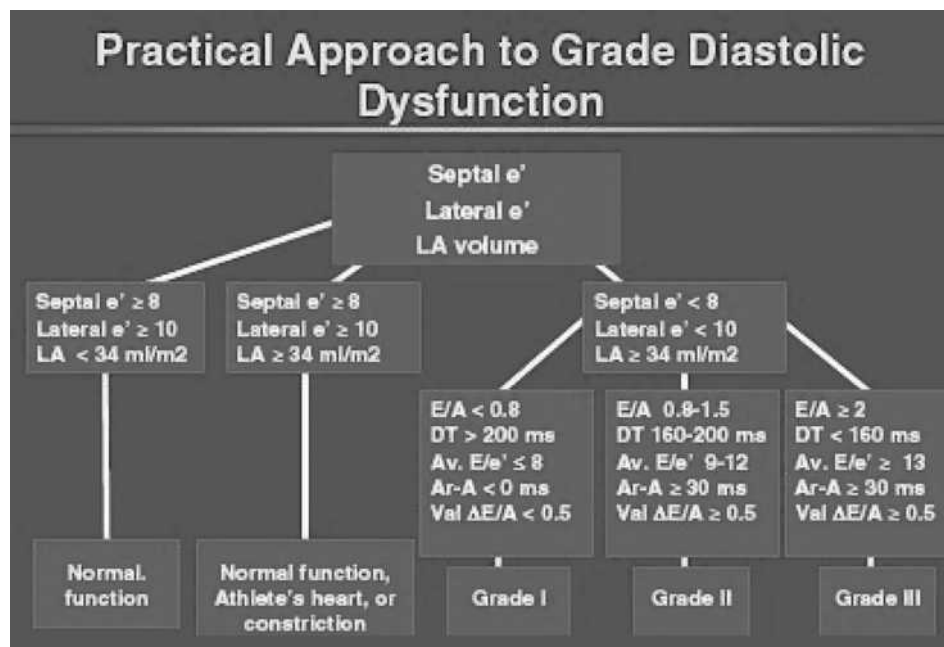 Practical Approach to Grade Diastolic
Dysfunction
Septal e’
Lateral e’
LA volume
Septal e’ ≥ 8
Lateral e’ ≥ 10
LA < 34 ml/m2
Septal e’ ≥ 8
Lateral e’ ≥ 10
LA ≥ 34 ml/m2
Septal e’ < 8
Lateral e’ < 10
LA ≥ 34 ml/m2
E/A < 0.8
DT > 200 ms
Av. E/e’ ≤ 8
Ar-A < 0 ms
Val ΔE/A < 0.5
E/A 0.8-1.5
DT 160-200 ms
Av. E/e’ 9-12
Ar-A ≥ 30 ms
Val ΔE/A ≥ 0.5
E/A ≥ 2
DT < 160 ms
Av. E/e’ ≥ 13
Ar-A ≥ 30 ms
Val ΔE/A ≥ 0.5
Normal.
function
Normal function,
Athlete’s heart, or
constriction
Grade I
Grade II
Grade III